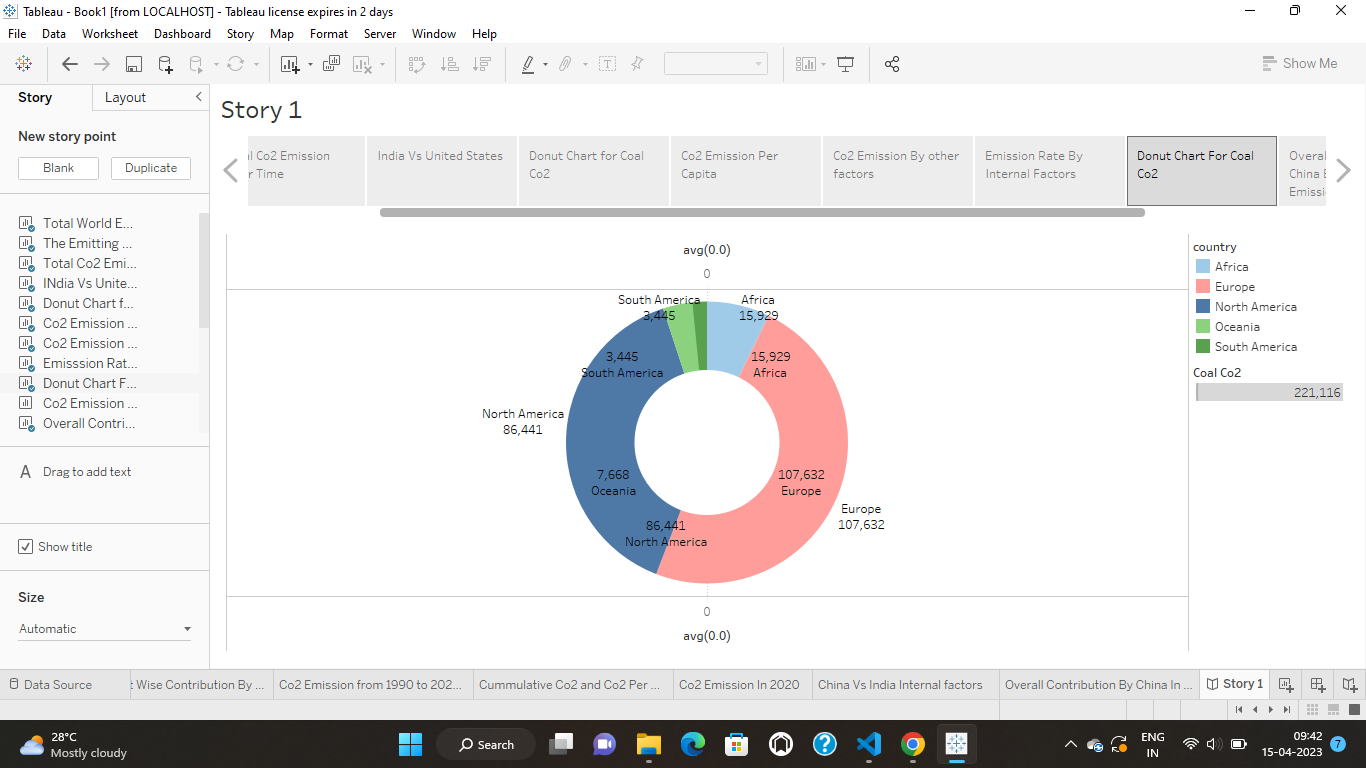 Tableau - Book1 [from LOCALHOST] - Tableau license expires in 2 days
File Data Worksheet Dashboard Story Map Format Server Window Help
Show Me
Story Layout
New story point
Blank Duplicate
Total World E...
The Emitting ...
Total Co2 Emi...
INdia Vs Unite...
Donut Chart f...
Co2 Emission ...
Co2 Emission ...
Emisssion Rat...
Donut Chart F...
Co2 Emission ...
Overall Contri...
A Drag to add text
Show title
Size
Automatic
Story 1
l Co2 Emission
r Time
India Vs United States
Donut Chart for Coal
Co2
Co2 Emission Per
Capita
Co2 Emission By other
factors
Emission Rate By
Internal Factors
Donut Chart For Coal
Co2
Overal
China E
Emissi
avg(0.0)
0
South America
3,445
Africa
15,929
3,445
South America
15,929
Africa
North America
86,441
7,668
Oceania
107,632
Europe
86,441
North America
Europe
107,632
0
avg(0.0)
country
Africa
Europe
North America
Oceania
South America
Coal Co2
221,116
Data Source
t Wise Contribution By ...
Co2 Emission from 1990 to 202...
Cummulative Co2 and Co2 Per ...
Co2 Emission In 2020
China Vs India Internal factors
Overall Contribution By China In ...
Story 1
28°C
Mostly cloudy
Search
ENG
IN
09:42
15-04-2023
7